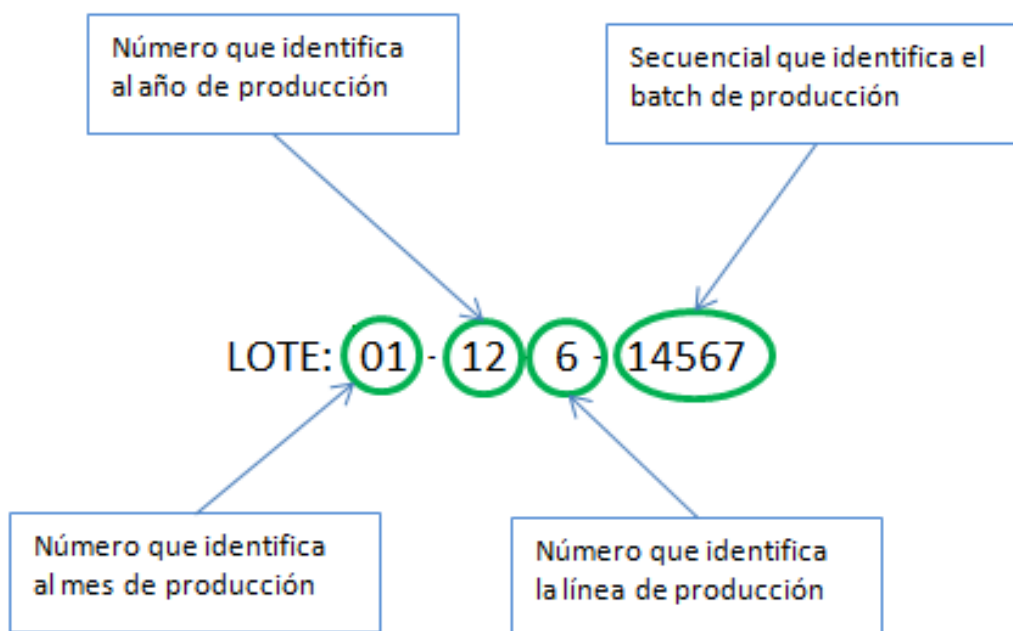 Número que identifica
al año de producción
Secuencial que identifica el
batch de producción
LOTE: 01 - 12 6 - 14567
Número que identifica
al mes de producción
Número que identifica
la línea de producción